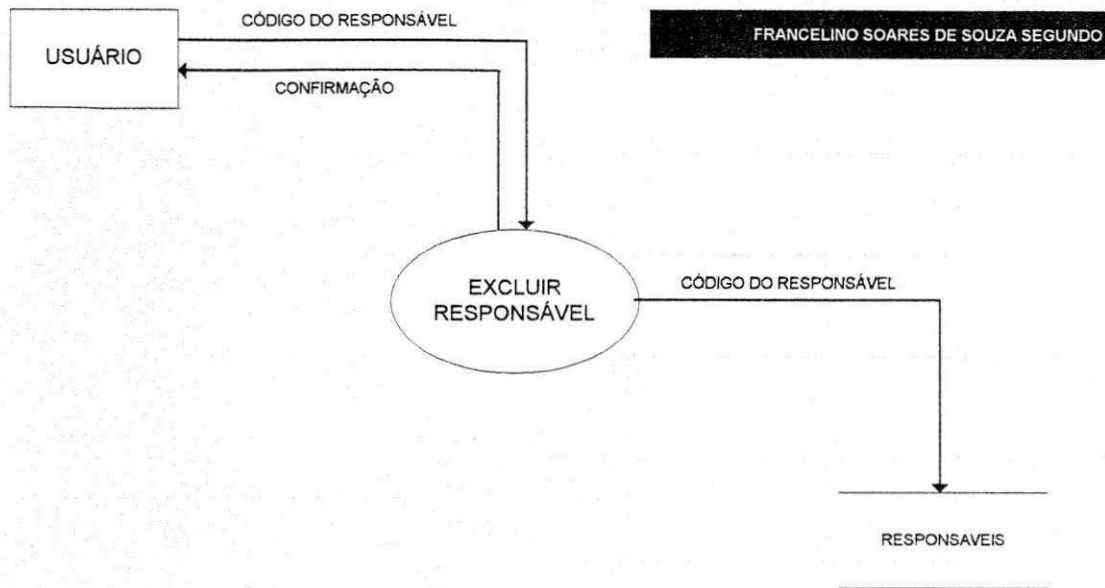 CÓDIGO DO RESPONSÁVEL
FRANCELINO SOARES DE SOUZA SEGUNDO
USUÁRIO
CONFIRMAÇÃO
EXCLUIR
RESPONSÁVEL
CÓDIGO DO RESPONSÁVEL
RESPONSAVEIS